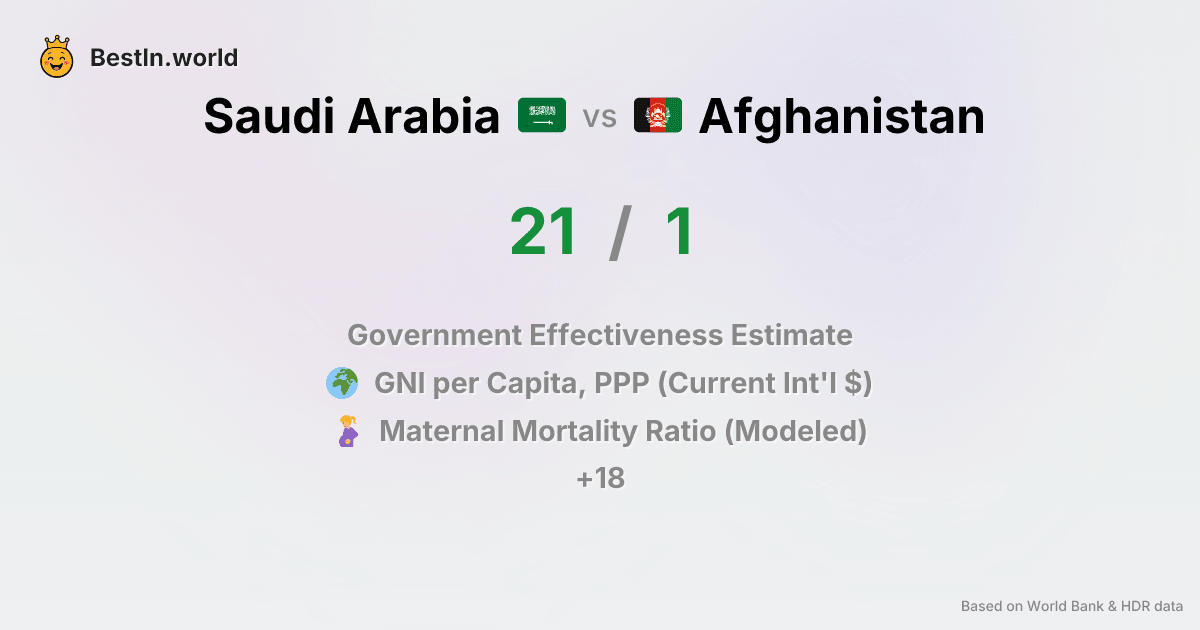 BestIn.world
Saudi Arabia vs Afghanistan
21 / 1
Government Effectiveness Estimate
GNI per Capita, PPP (Current Int'l $)
Maternal Mortality Ratio (Modeled)
+18
Based on World Bank & HDR data